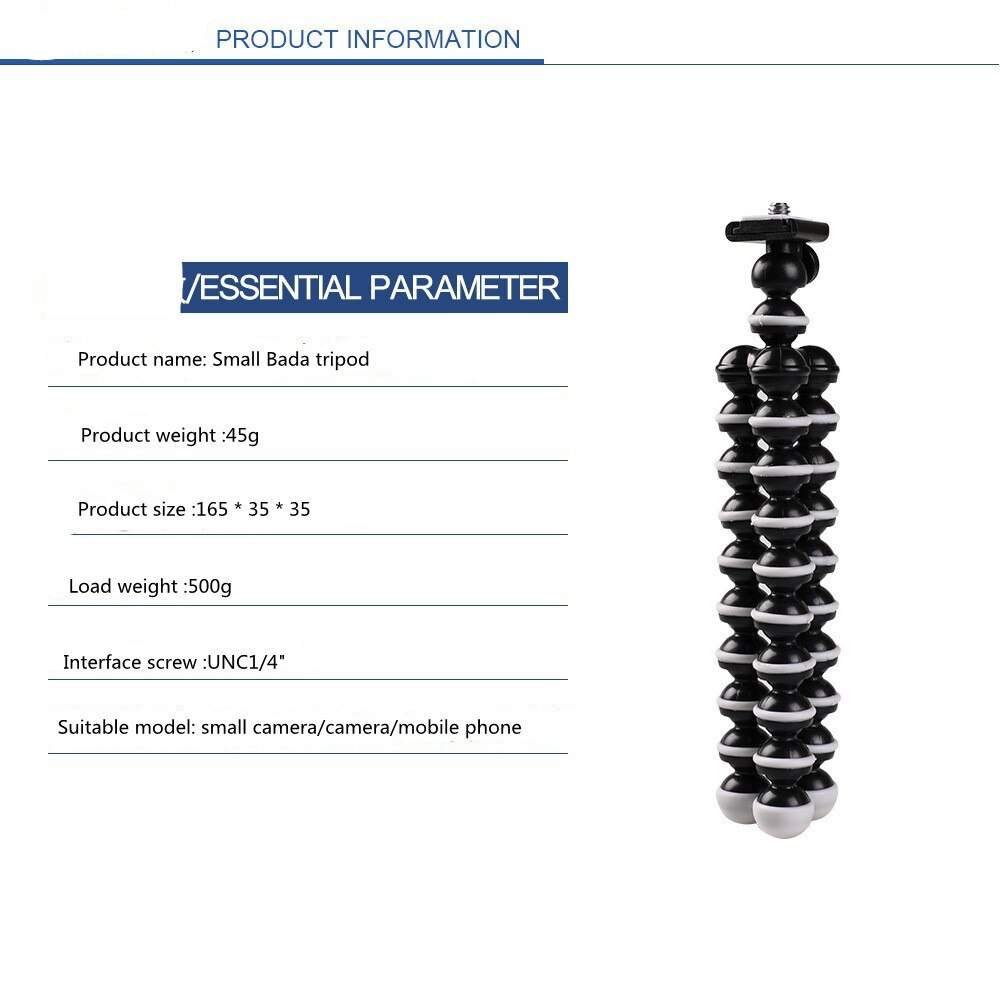 PRODUCT INFORMATION
/ESSENTIAL PARAMETER
Product name: Small Bada tripod
Product weight :45g
Product size :165 * 35 * 35
Load weight :500g
Interface screw :UNC1/4"
Suitable model: small camera/camera/mobile phone